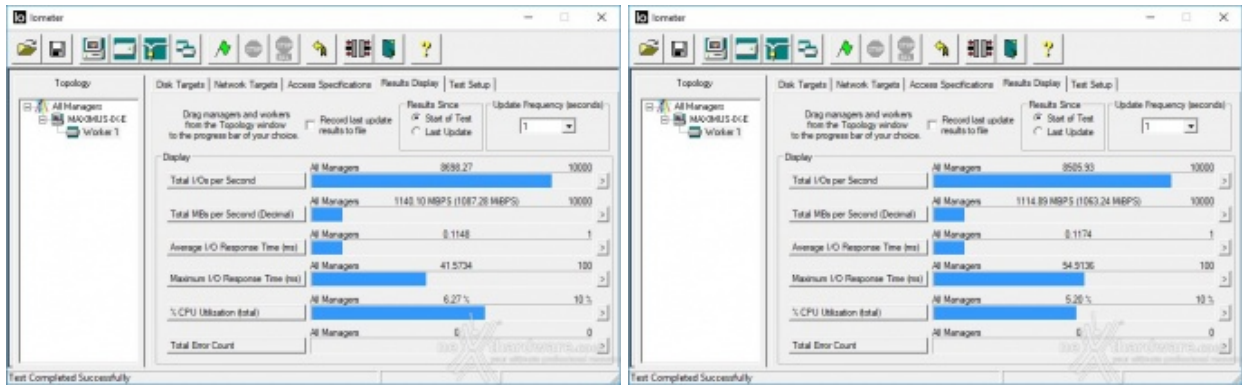 Iometer
Topology
All Managers
MAXIMUS-IX-E
Worker 1
Disk Targets Network Targets Access Specifications Results Display Test Setup
Drag managers and workers
from the Topology window
to the progress bar of your choice.
Record last update
results to file
Results Since
Start of Test
Last Update
Update Frequency (seconds)
1
Display
All Managers 8698.27 10000
Total I/Os per Second
All Managers 1140.10 MBPS (1087.28 MiBPS) 10000
Total MBs per Second (Decimal)
All Managers 0.1148 1
Average I/O Response Time (ms)
All Managers 41.5734 100
Maximum I/O Response Time (ms)
All Managers 6.27 % 10 %
% CPU Utilization (total)
All Managers 0 0
Total Error Count
Test Completed Successfully
Iometer
Topology
All Managers
MAXIMUS-IX-E
Worker 1
Disk Targets Network Targets Access Specifications Results Display Test Setup
Drag managers and workers
from the Topology window
to the progress bar of your choice.
Record last update
results to file
Results Since
Start of Test
Last Update
Update Frequency (seconds)
1
Display
All Managers 8505.93 10000
Total I/Os per Second
All Managers 1114.89 MBPS (1063.24 MiBPS) 10000
Total MBs per Second (Decimal)
All Managers 0.1174 1
Average I/O Response Time (ms)
All Managers 54.9136 100
Maximum I/O Response Time (ms)
All Managers 5.20 % 10 %
% CPU Utilization (total)
All Managers 0 0
Total Error Count
Test Completed Successfully